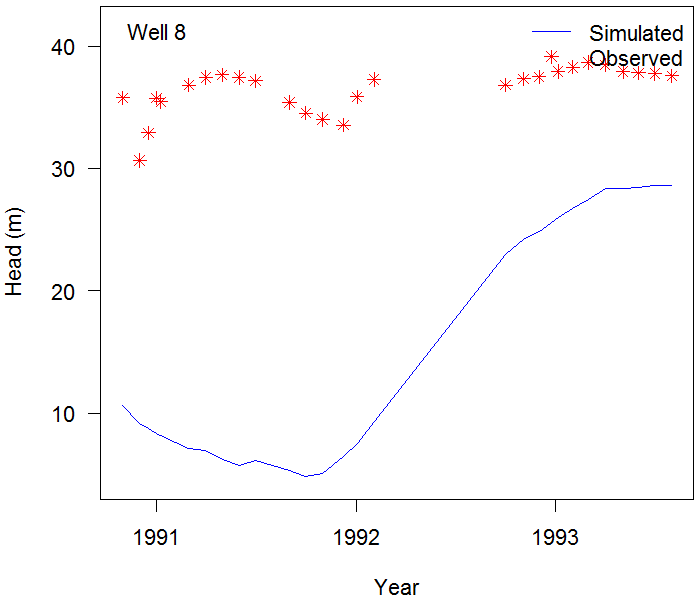 Well 8
Simulated
Observed
40
30
20
10
Head (m)
1991 1992 1993
Year